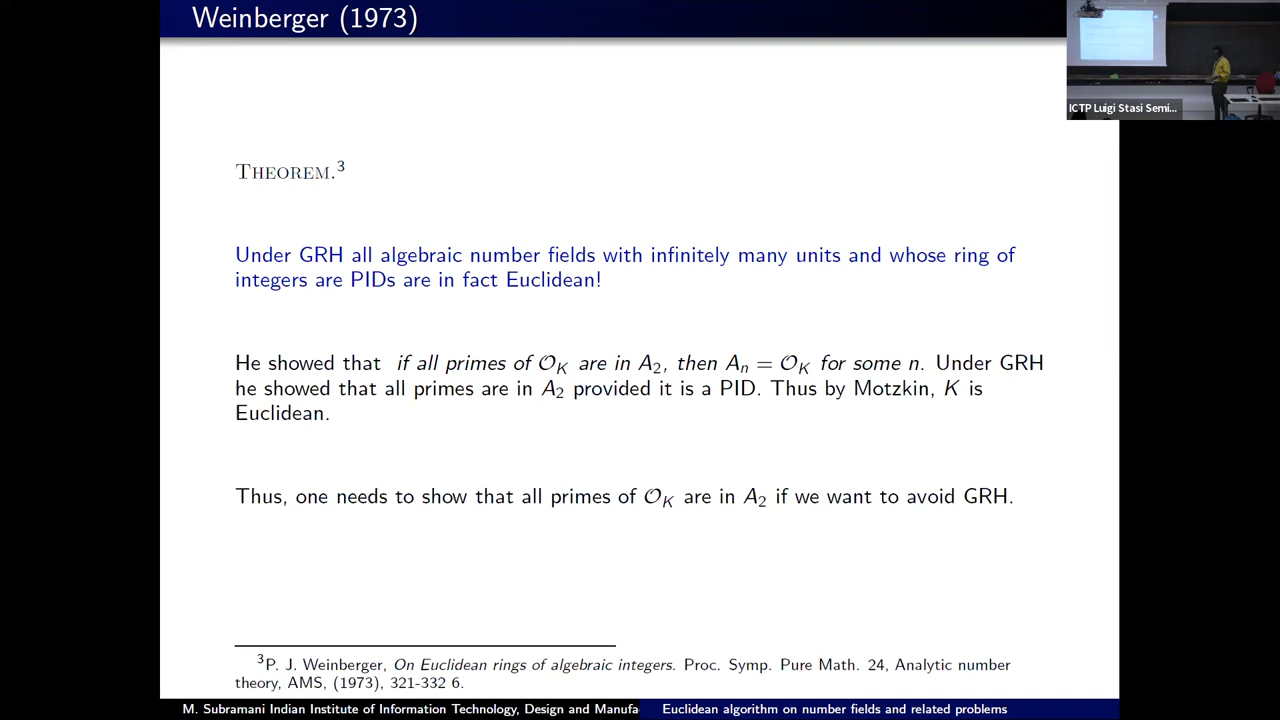 Weinberger (1973)
ICTP Luigi Stasi Semi...
THEOREM.³
Under GRH all algebraic number fields with infinitely many units and whose ring of
integers are PIDs are in fact Euclidean!
He showed that if all primes of 𝒪_K are in A₂, then Aₙ = 𝒪_K for some n. Under GRH
he showed that all primes are in A₂ provided it is a PID. Thus by Motzkin, K is
Euclidean.
Thus, one needs to show that all primes of 𝒪_K are in A₂ if we want to avoid GRH.
³P. J. Weinberger, On Euclidean rings of algebraic integers. Proc. Symp. Pure Math. 24, Analytic number
theory, AMS, (1973), 321-332 6.
M. Subramani Indian Institute of Information Technology, Design and Manufa
Euclidean algorithm on number fields and related problems